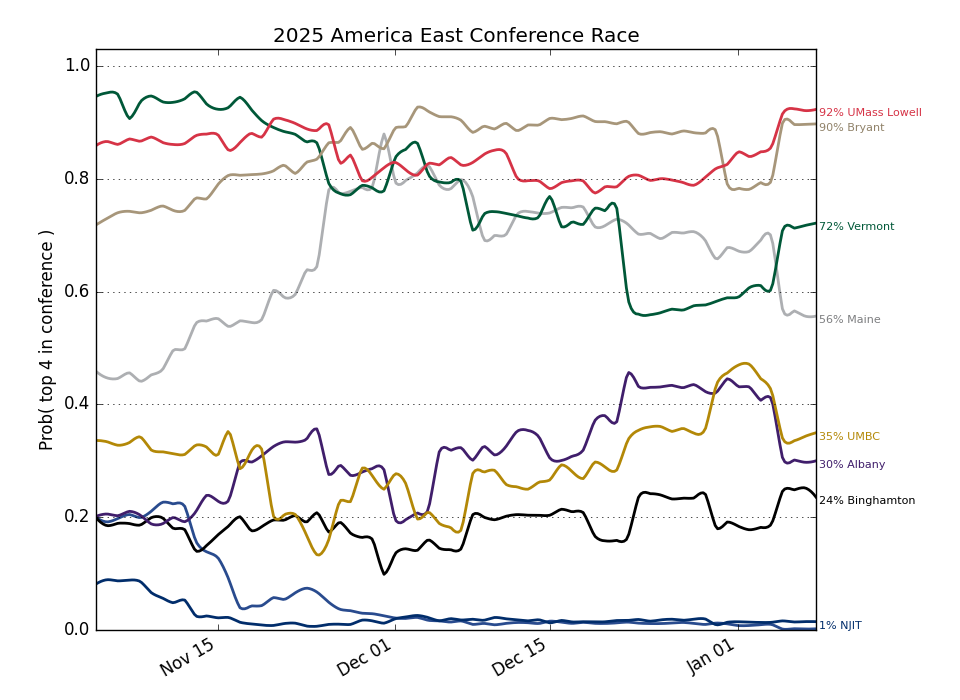 2025 America East Conference Race
Prob( top 4 in conference )
1.0
0.8
0.6
0.4
0.2
0.0
Nov 15
Dec 01
Dec 15
Jan 01
92% UMass Lowell
90% Bryant
72% Vermont
56% Maine
35% UMBC
30% Albany
24% Binghamton
1% NJIT